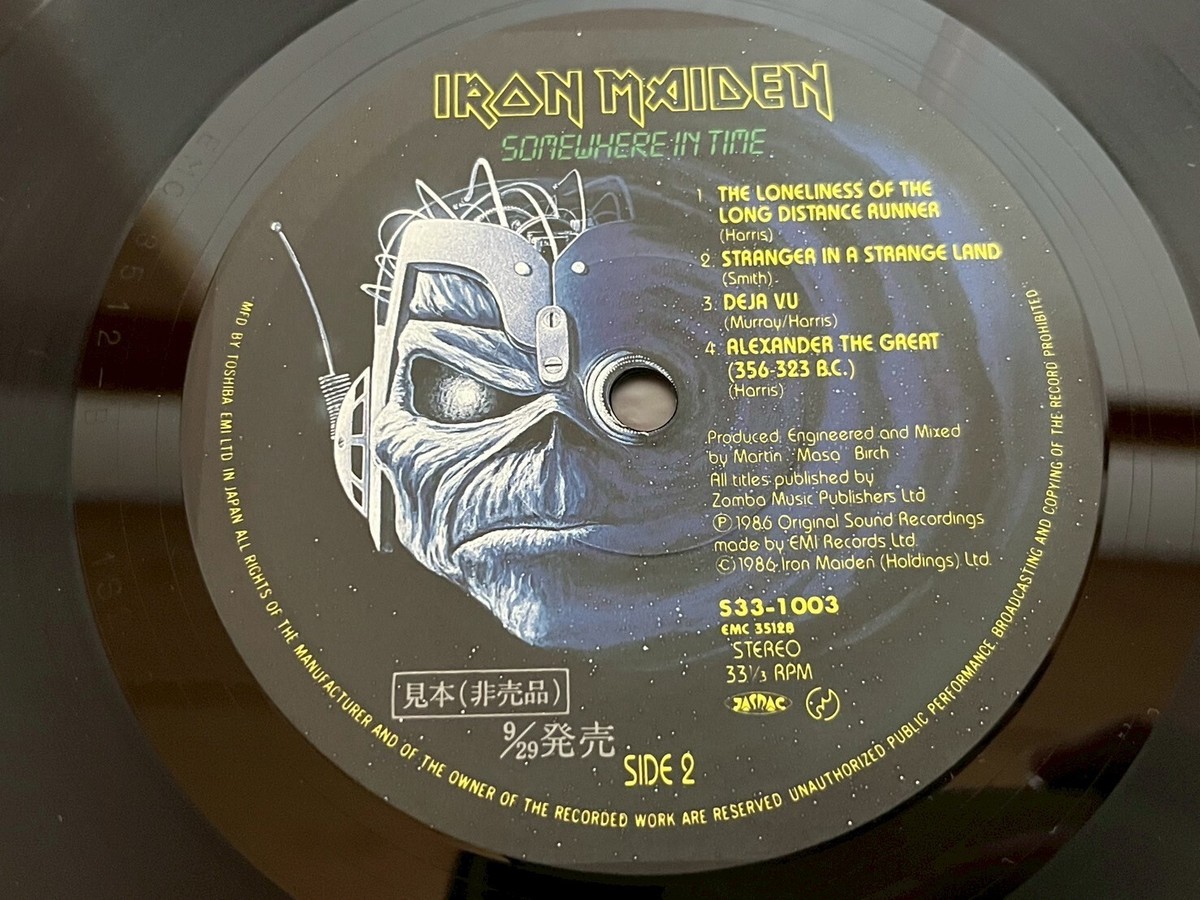 IRON MAIDEN
SOMEWHERE IN TIME
1. THE LONELINESS OF THE
LONG DISTANCE RUNNER
(Harris)
2. STRANGER IN A STRANGE LAND
(Smith)
3. DEJA VU
(Murray/Harris)
4. ALEXANDER THE GREAT
(356-323 B.C.)
(Harris)
Produced, Engineered and Mixed
by Martin Masa Birch
All titles published by
Zomba Music Publishers Ltd
Ⓟ1986 Original Sound Recordings
made by EMI Records Ltd.
Ⓒ1986 Iron Maiden (Holdings) Ltd.
S33-1003
EMC 3512B
STEREO
33⅓ RPM
JASRAC
見本(非売品)
9/29発売
SIDE 2
MFD BY TOSHIBA EMI LTD IN JAPAN ALL RIGHTS OF THE MANUFACTURER AND OF THE OWNER OF THE RECORDED WORK ARE RESERVED UNAUTHORIZED PUBLIC PERFORMANCE BROADCASTING AND COPYING OF THE RECORD PROHIBITED